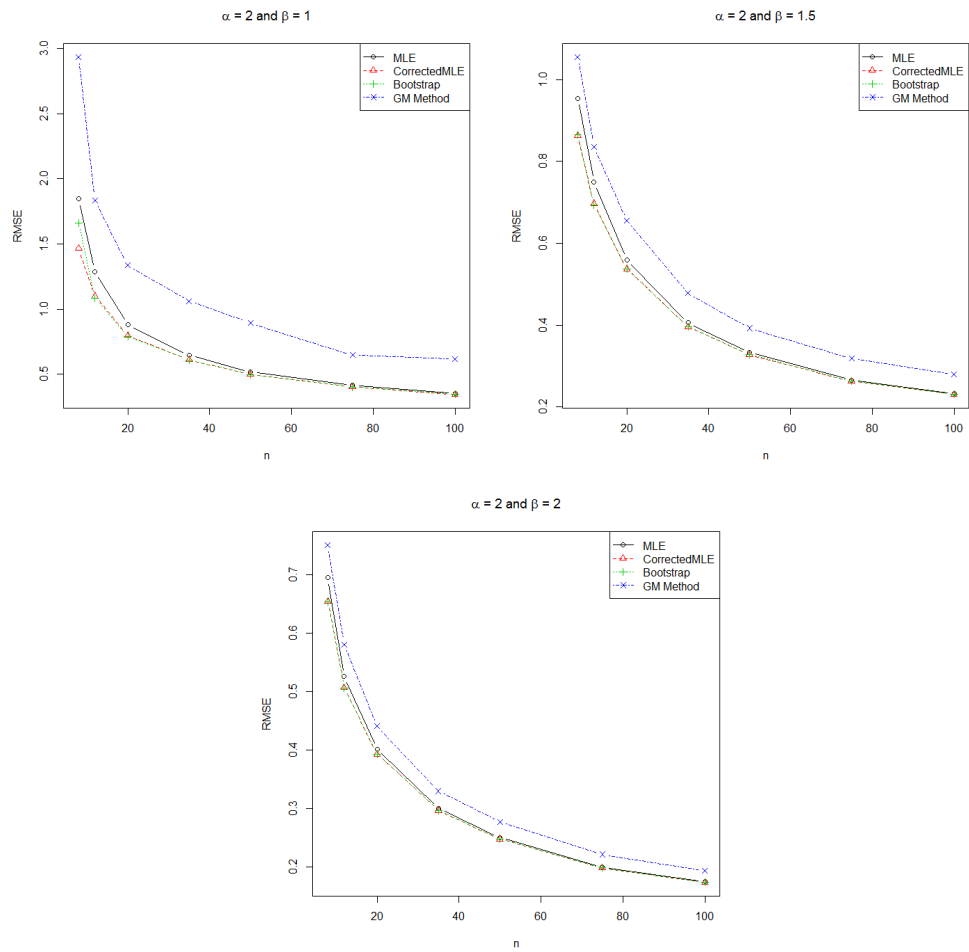 α = 2 and β = 1
MLE
CorrectedMLE
Bootstrap
GM Method
RMSE
3.0
2.5
2.0
1.5
1.0
0.5
20 40 60 80 100
n
α = 2 and β = 1.5
MLE
CorrectedMLE
Bootstrap
GM Method
RMSE
1.0
0.8
0.6
0.4
0.2
20 40 60 80 100
n
α = 2 and β = 2
MLE
CorrectedMLE
Bootstrap
GM Method
RMSE
0.7
0.6
0.5
0.4
0.3
0.2
20 40 60 80 100
n